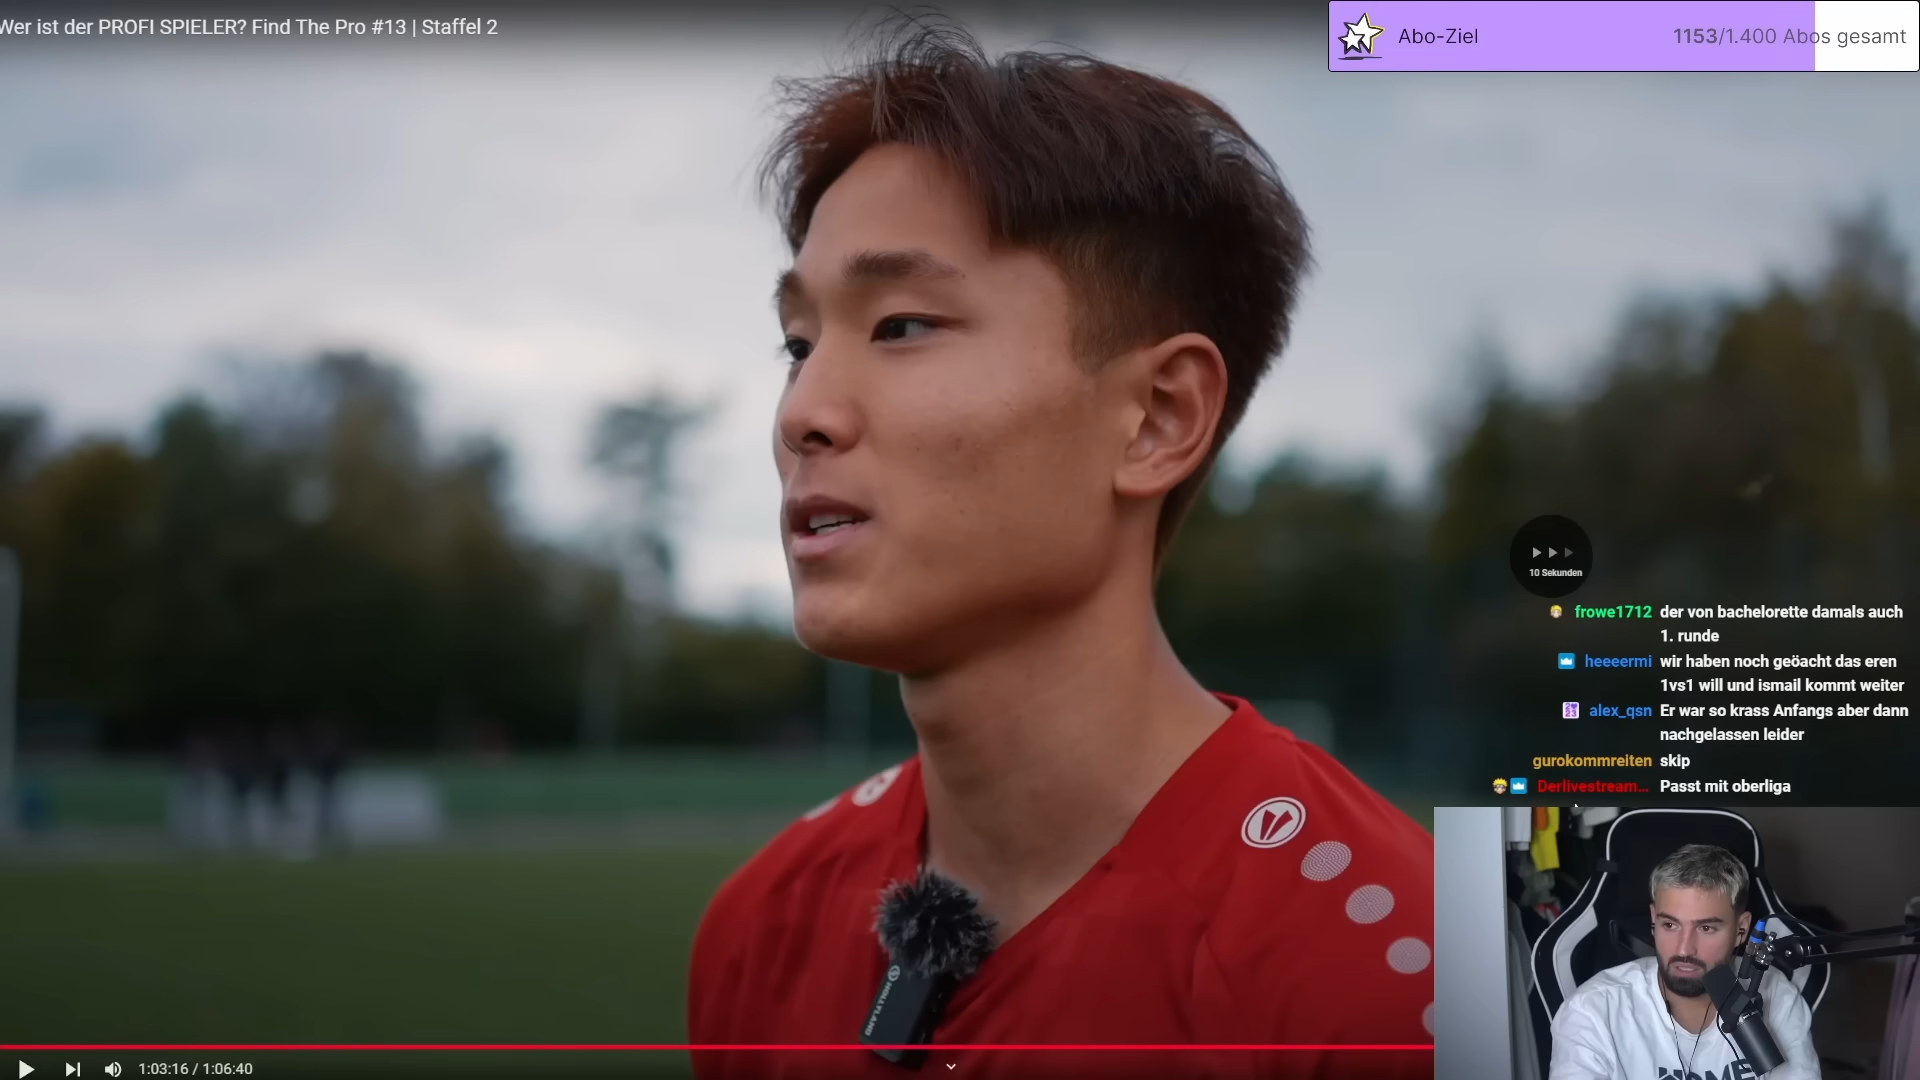 Wer ist der PROFI SPIELER? Find The Pro #13 | Staffel 2
Abo-Ziel
1153/1.400 Abos gesamt
10 Sekunden
frowe1712 der von bachelorette damals auch
1. runde
heeeermi wir haben noch geöacht das eren
1vs1 will und ismail kommt weiter
alex_qsn Er war so krass Anfangs aber dann
nachgelassen leider
gurokommreiten skip
Derlivestream... Passt mit oberliga
HOLLYLAND
HOME
1:03:16 / 1:06:40